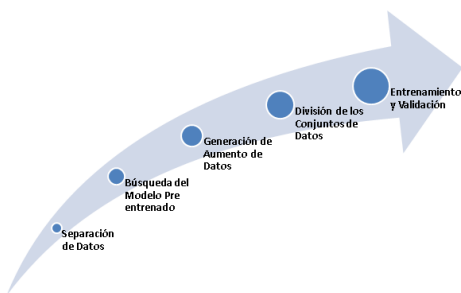 Separación
de Datos
Búsqueda del
Modelo Pre
entrenado
Generación de
Aumento de
Datos
División de los
Conjuntos de
Datos
Entrenamiento
y Validación